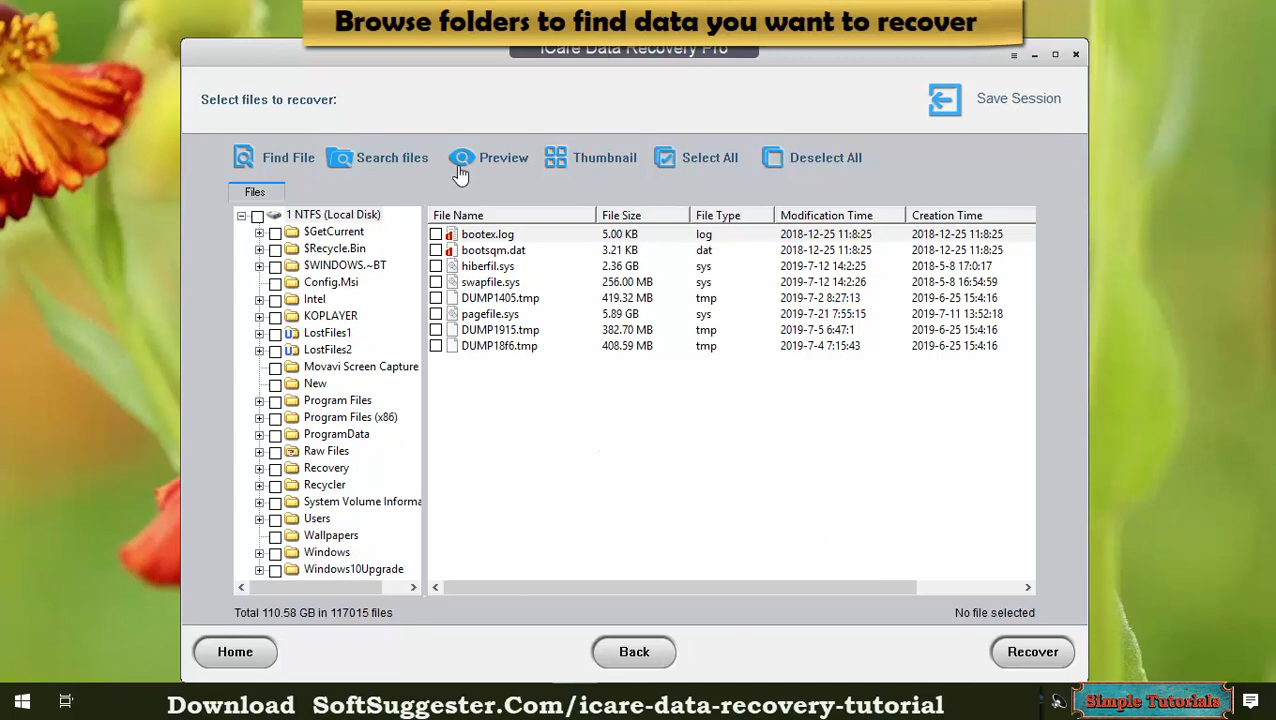 Browse folders to find data you want to recover
iCare Data Recovery Pro
Select files to recover:
Save Session
Find File Search files Preview Thumbnail Select All Deselect All
Files
1 NTFS (Local Disk)
$GetCurrent
$Recycle.Bin
$WINDOWS.~BT
Config.Msi
Intel
KOPLAYER
LostFiles1
LostFiles2
Movavi Screen Capture
New
Program Files
Program Files (x86)
ProgramData
Raw Files
Recovery
Recycler
System Volume Informa
Users
Wallpapers
Windows
Windows10Upgrade
File Name File Size File Type Modification Time Creation Time
bootex.log 5.00 KB log 2018-12-25 11:8:25 2018-12-25 11:8:25
bootsqm.dat 3.21 KB dat 2018-12-25 11:8:25 2018-12-25 11:8:25
hiberfil.sys 2.36 GB sys 2019-7-12 14:2:25 2018-5-8 17:0:17
swapfile.sys 256.00 MB sys 2019-7-12 14:2:26 2018-5-8 16:54:59
DUMP1405.tmp 419.32 MB tmp 2019-7-2 8:27:13 2019-6-25 15:4:16
pagefile.sys 5.89 GB sys 2019-7-21 7:55:15 2019-7-11 13:52:18
DUMP1915.tmp 382.70 MB tmp 2019-7-5 6:47:1 2019-6-25 15:4:16
DUMP18f6.tmp 408.59 MB tmp 2019-7-4 7:15:43 2019-6-25 15:4:16
Total 110.58 GB in 117015 files
No file selected
Home Back Recover
Download SoftSuggester.Com/icare-data-recovery-tutorial
Simple Tutorials